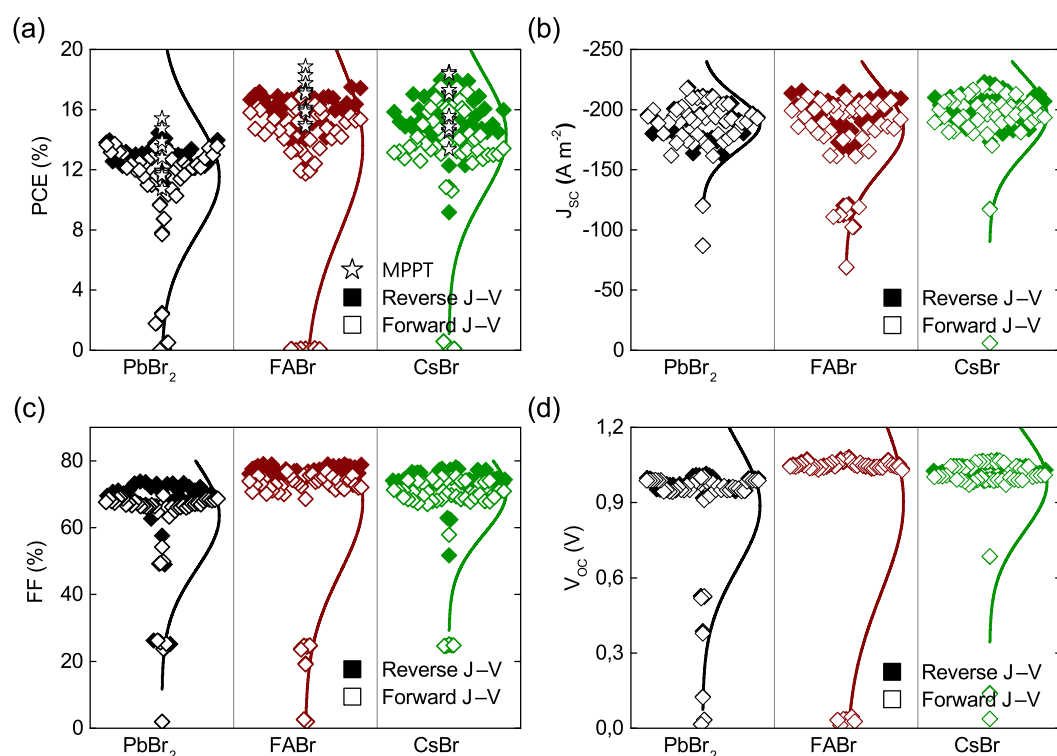 (a)
20
16
12
8
4
0
PCE (%)
MPPT
Reverse J–V
Forward J–V
PbBr₂
FABr
CsBr
(b)
-250
-200
-150
-100
-50
0
J_SC (A m⁻²)
Reverse J–V
Forward J–V
PbBr₂
FABr
CsBr
(c)
80
60
40
20
0
FF (%)
Reverse J–V
Forward J–V
PbBr₂
FABr
CsBr
(d)
1,2
0,9
0,6
0,3
0,0
V_OC (V)
Reverse J–V
Forward J–V
PbBr₂
FABr
CsBr